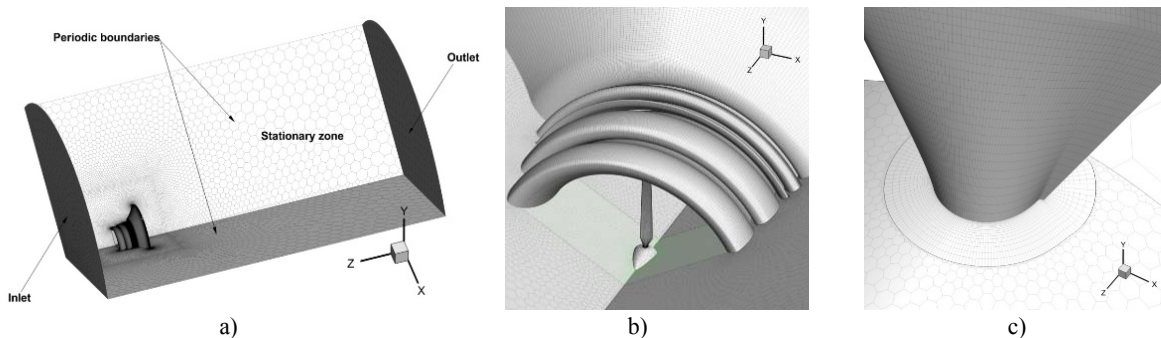 Periodic boundaries
Outlet
Stationary zone
Inlet
Y
Z
X
a)
Y
X
Z
b)
Y
X
Z
c)